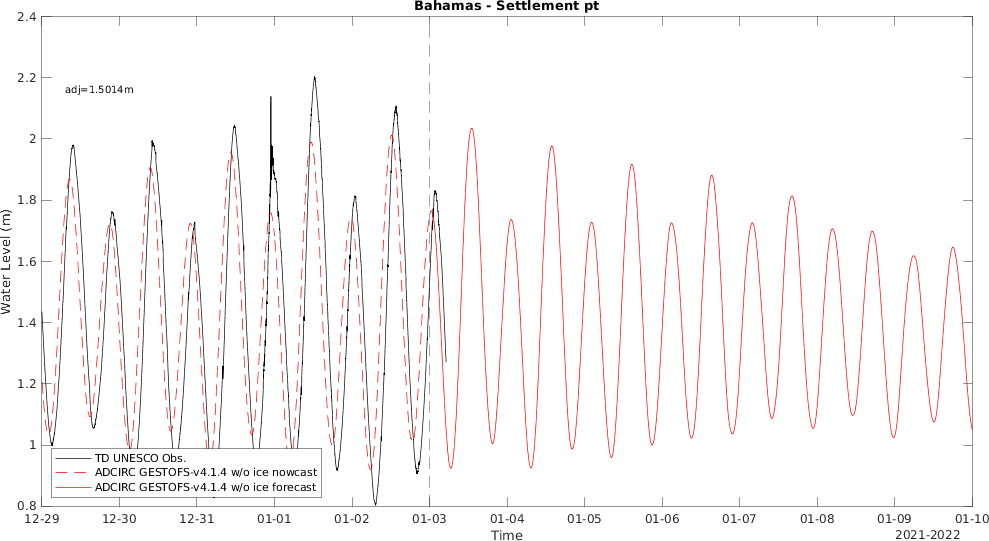 Bahamas - Settlement pt
2.4
2.2
2
1.8
1.6
1.4
1.2
1
0.8
Water Level (m)
adj=1.5014m
TD UNESCO Obs.
ADCIRC GESTOFS-v4.1.4 w/o ice nowcast
ADCIRC GESTOFS-v4.1.4 w/o ice forecast
12-29 12-30 12-31 01-01 01-02 01-03 01-04 01-05 01-06 01-07 01-08 01-09 01-10
Time
2021-2022